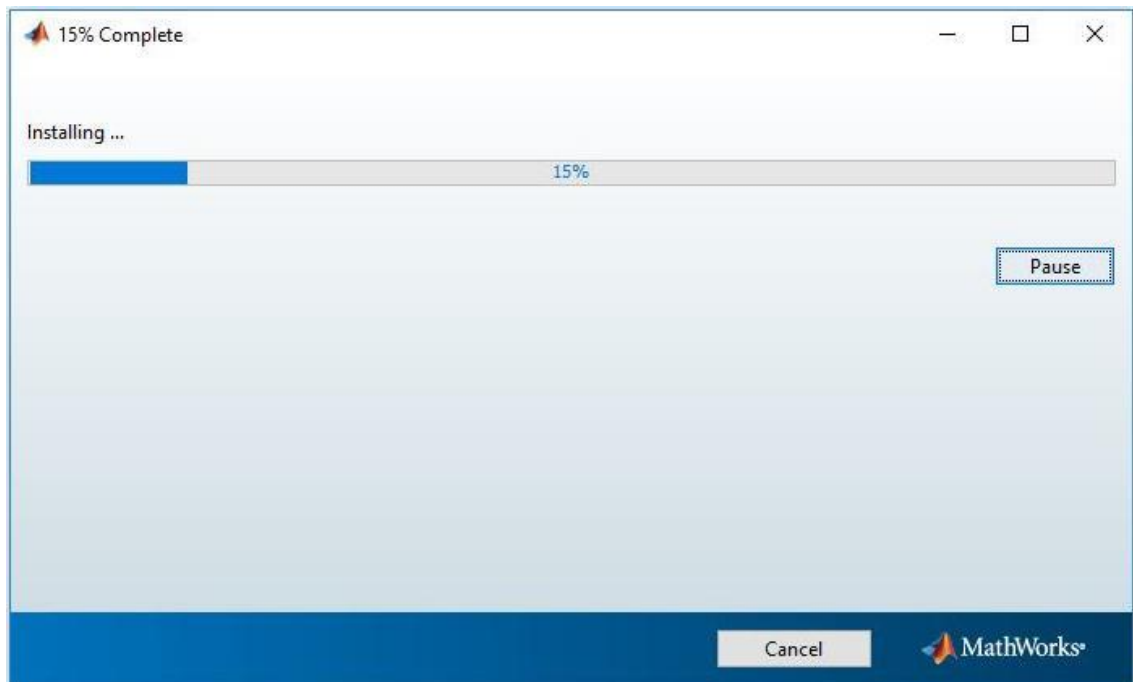 15% Complete
Installing ...
15%
Pause
Cancel
MathWorks®